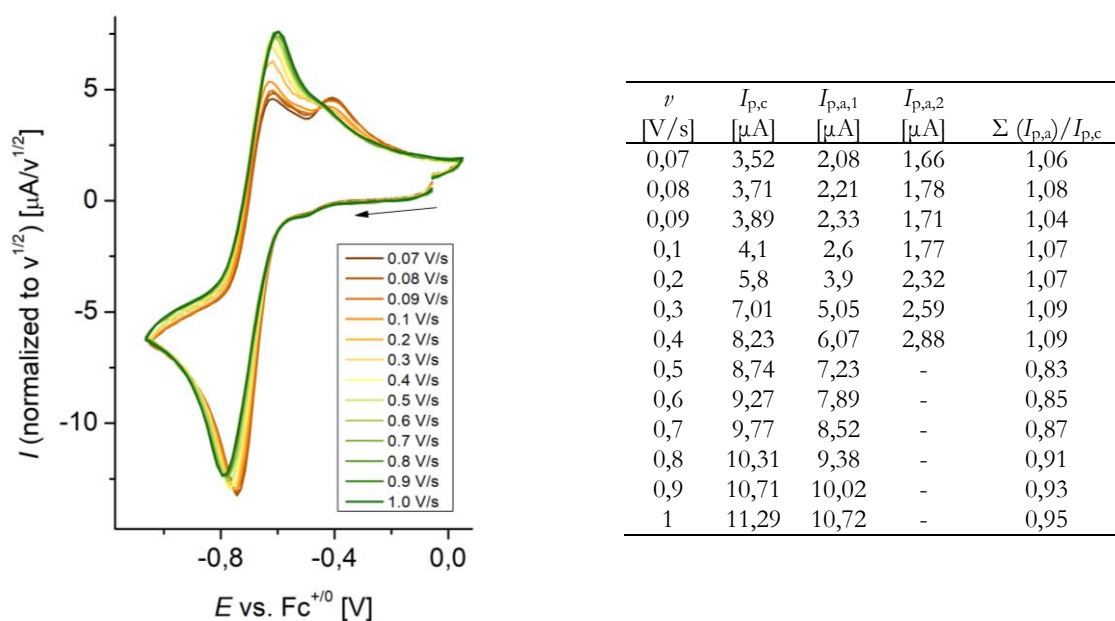 I (normalized to v^{1/2}) [µA/v^{1/2}]
5
0
-5
-10
-0,8 -0,4 0,0
E vs. Fc^{+/0} [V]
0.07 V/s
0.08 V/s
0.09 V/s
0.1 V/s
0.2 V/s
0.3 V/s
0.4 V/s
0.5 V/s
0.6 V/s
0.7 V/s
0.8 V/s
0.9 V/s
1.0 V/s
v I_{p,c} I_{p,a,1} I_{p,a,2}
[V/s] [µA] [µA] [µA] Σ (I_{p,a})/I_{p,c}
0,07 3,52 2,08 1,66 1,06
0,08 3,71 2,21 1,78 1,08
0,09 3,89 2,33 1,71 1,04
0,1 4,1 2,6 1,77 1,07
0,2 5,8 3,9 2,32 1,07
0,3 7,01 5,05 2,59 1,09
0,4 8,23 6,07 2,88 1,09
0,5 8,74 7,23 - 0,83
0,6 9,27 7,89 - 0,85
0,7 9,77 8,52 - 0,87
0,8 10,31 9,38 - 0,91
0,9 10,71 10,02 - 0,93
1 11,29 10,72 - 0,95